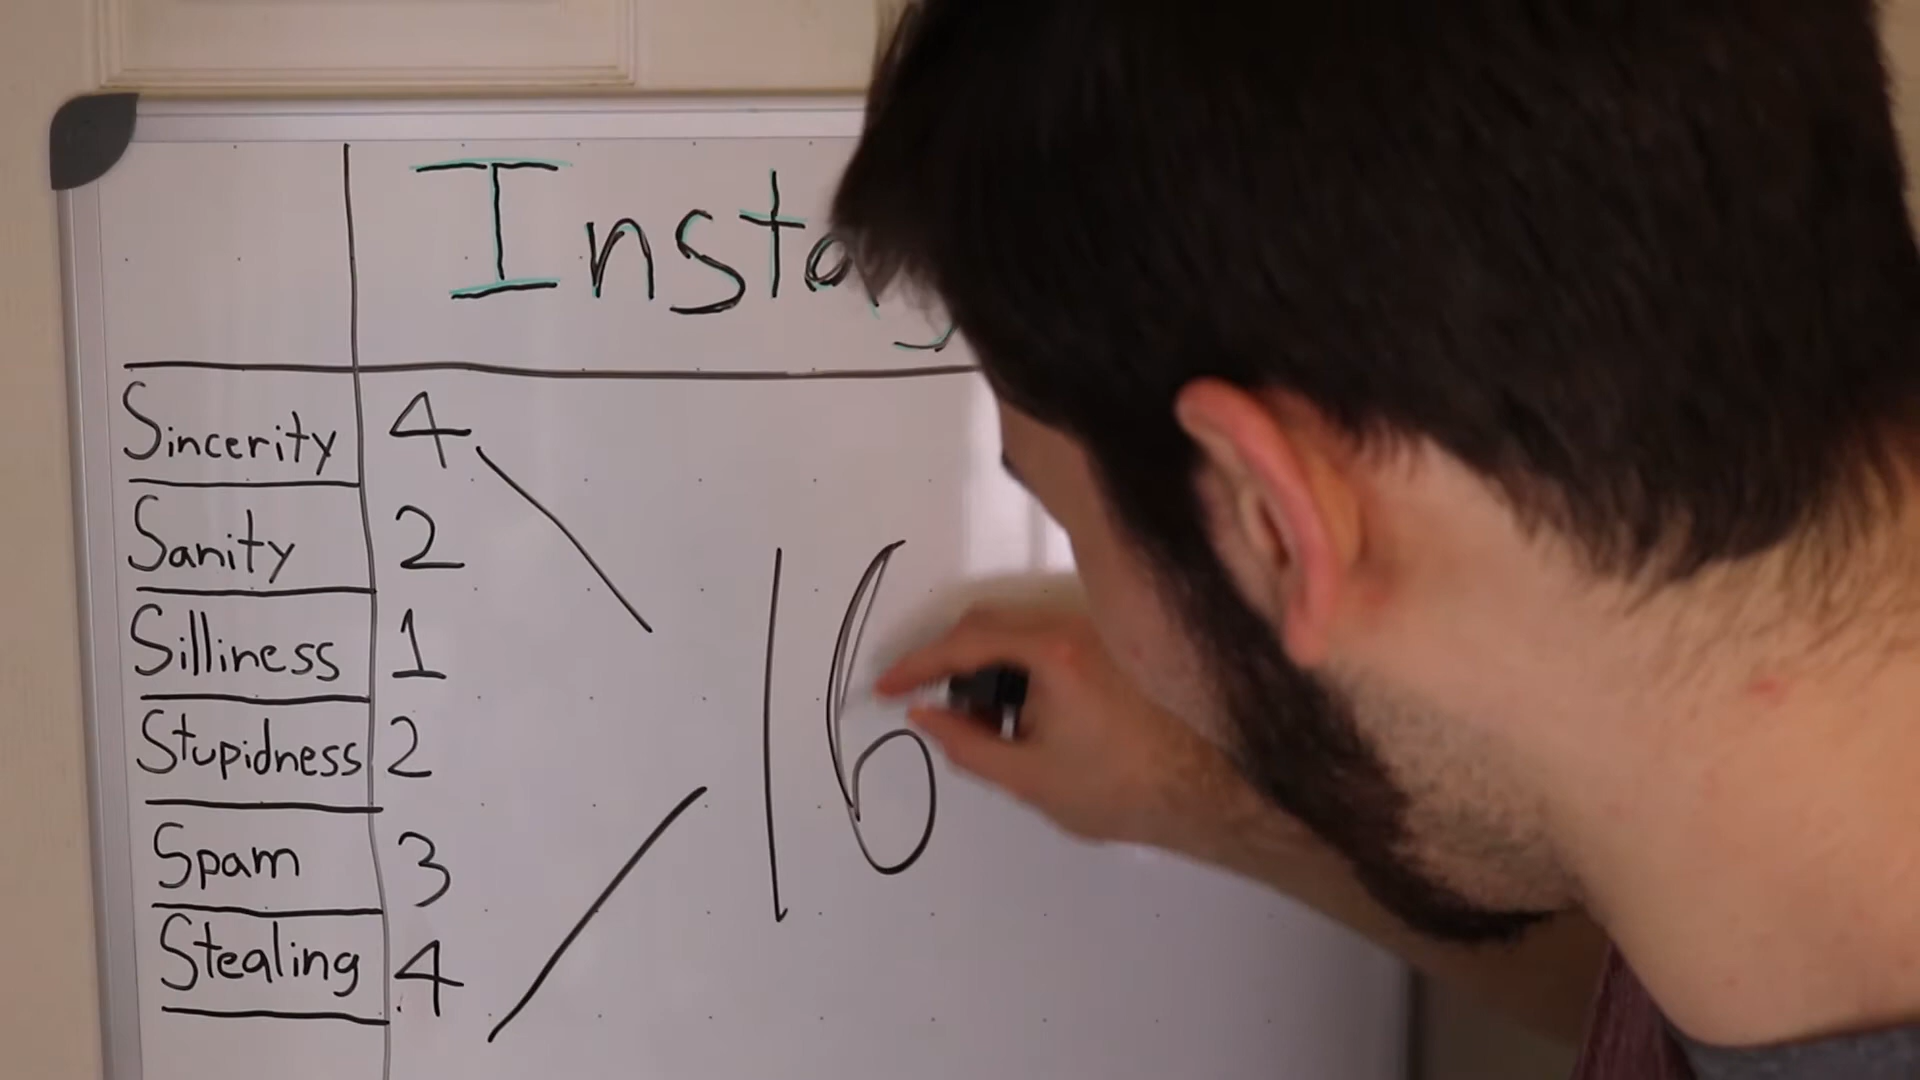 Insta
Sincerity 4
Sanity 2
Silliness 1
Stupidness 2
Spam 3
Stealing 4
16